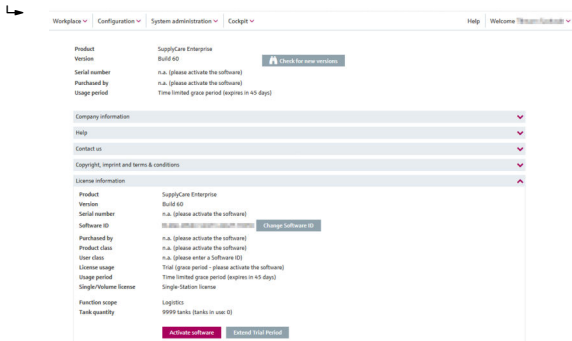 Workplace Configuration System administration Cockpit Help Welcome
Product SupplyCare Enterprise
Version Build 60 Check for new versions
Serial number n.a. (please activate the software)
Purchased by n.a. (please activate the software)
Usage period Time limited grace period (expires in 45 days)
Company information
Help
Contact us
Copyright, imprint and terms & conditions
License information
Product SupplyCare Enterprise
Version Build 60
Serial number n.a. (please activate the software)
Software ID Change Software ID
Purchased by n.a. (please activate the software)
Product class n.a. (please activate the software)
User class n.a. (please enter a Software ID)
License usage Trial (grace period - please activate the software)
Usage period Time limited grace period (expires in 45 days)
Single/Volume license Single-Station license
Function scope Logistics
Tank quantity 9999 tanks (tanks in use: 0)
Activate software Extend Trial Period